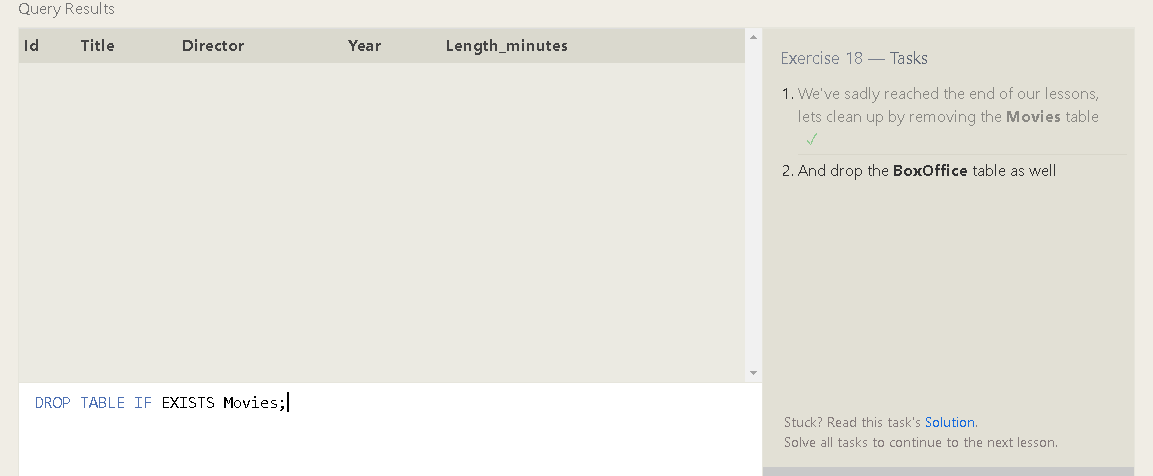 Query Results
Id Title Director Year Length_minutes
DROP TABLE IF EXISTS Movies;
Exercise 18 — Tasks
1. We've sadly reached the end of our lessons,
lets clean up by removing the Movies table
✓
2. And drop the BoxOffice table as well
Stuck? Read this task's Solution.
Solve all tasks to continue to the next lesson.